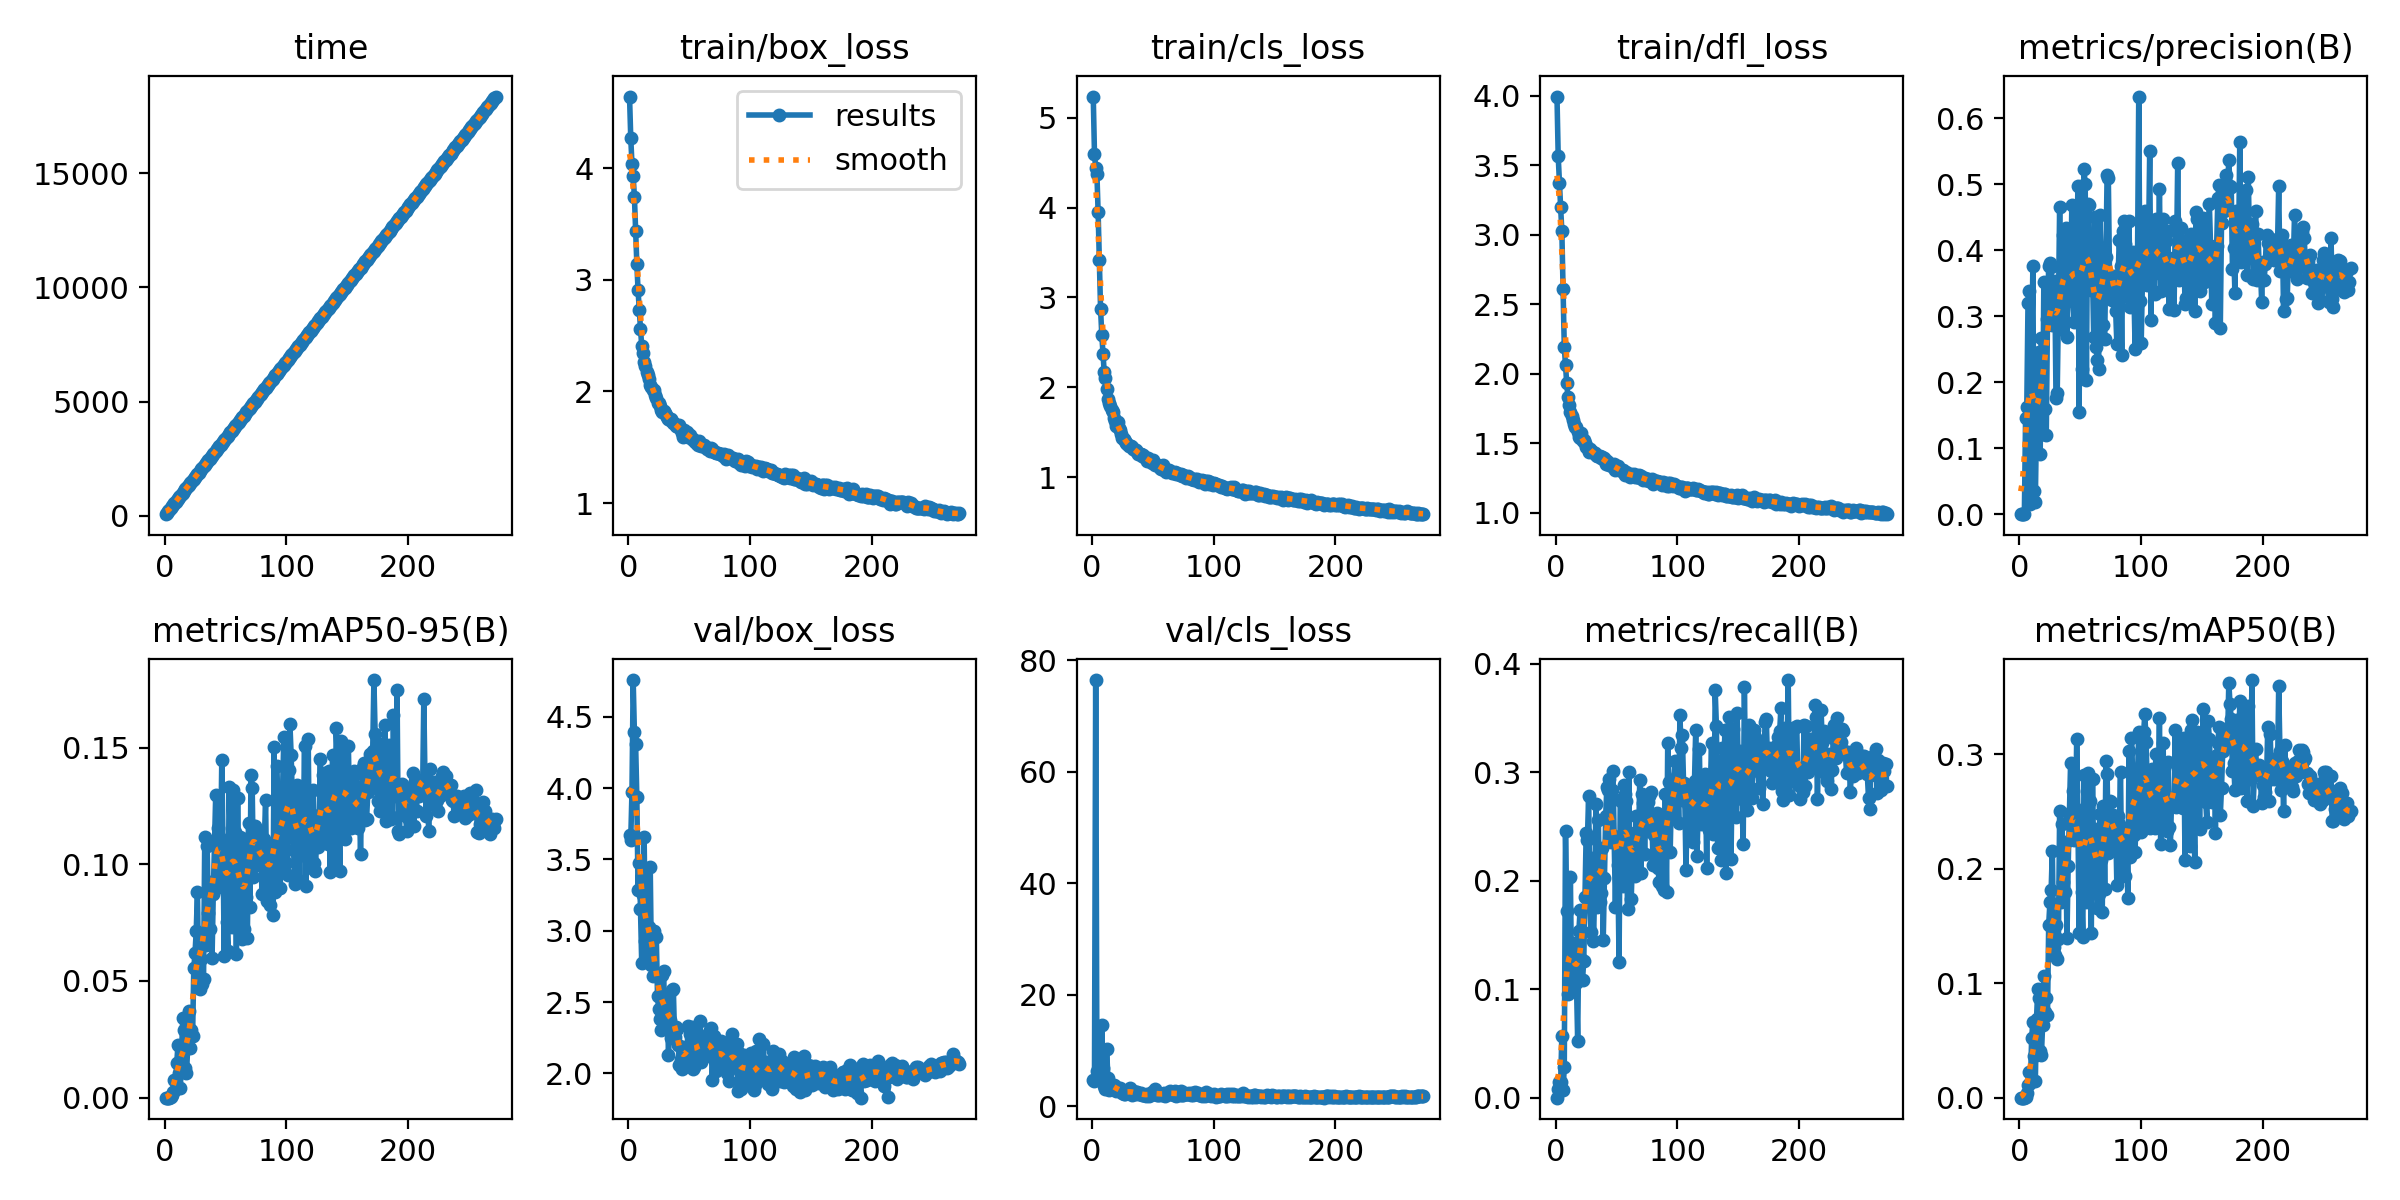 time
15000
10000
5000
0
0 100 200
train/box_loss
results
smooth
4
3
2
1
0 100 200
train/cls_loss
5
4
3
2
1
0 100 200
train/dfl_loss
4.0
3.5
3.0
2.5
2.0
1.5
1.0
0 100 200
metrics/precision(B)
0.6
0.5
0.4
0.3
0.2
0.1
0.0
0 100 200
metrics/mAP50-95(B)
0.15
0.10
0.05
0.00
0 100 200
val/box_loss
4.5
4.0
3.5
3.0
2.5
2.0
0 100 200
val/cls_loss
80
60
40
20
0
0 100 200
metrics/recall(B)
0.4
0.3
0.2
0.1
0.0
0 100 200
metrics/mAP50(B)
0.3
0.2
0.1
0.0
0 100 200